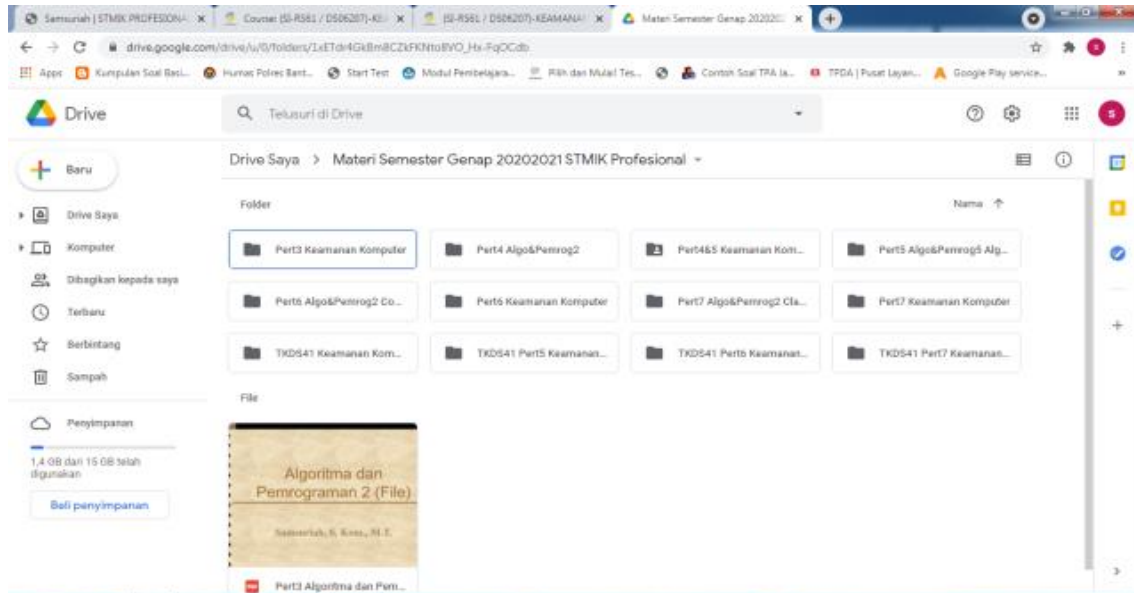 Samsuriah | STMIK PROFESIONA
Course: (SI-RS61 / DS06207)-KE
(SI-RS61 / DS06207)-KEAMANA
Materi Semester Genap 202020
drive.google.com/drive/u/0/folders/
Apps
Kumpulan Soal Basi...
Humas Polres Bant...
Start Test
Modul Pembelajara...
Pilih dan Mulai! Tes...
Contoh Soal TPA la...
TPDA | Pusat Layan...
Google Play service...
Drive
Telusuri di Drive
S
Baru
Drive Saya > Materi Semester Genap 20202021 STMIK Profesional
Drive Saya
Komputer
Dibagikan kepada saya
Terbaru
Berbintang
Sampah
Penyimpanan
1,4 GB dari 15 GB telah
digunakan
Beli penyimpanan
Folder
Nama
Pert3 Keamanan Komputer
Pert4 Algo&Pemrog2
Pert4&5 Keamanan Kom...
Pert5 Algo&Pemrog5 Alg...
Pert6 Algo&Pemrog2 Co...
Pert6 Keamanan Komputer
Pert7 Algo&Pemrog2 Cla...
Pert7 Keamanan Komputer
TKDS41 Keamanan Kom...
TKDS41 Pert5 Keamanan...
TKDS41 Pert6 Keamanan...
TKDS41 Pert7 Keamanan...
File
Algoritma dan
Pemrograman 2 (File)
Samsuriah, S. Kom., M.T.
Pert3 Algoritma dan Pem...